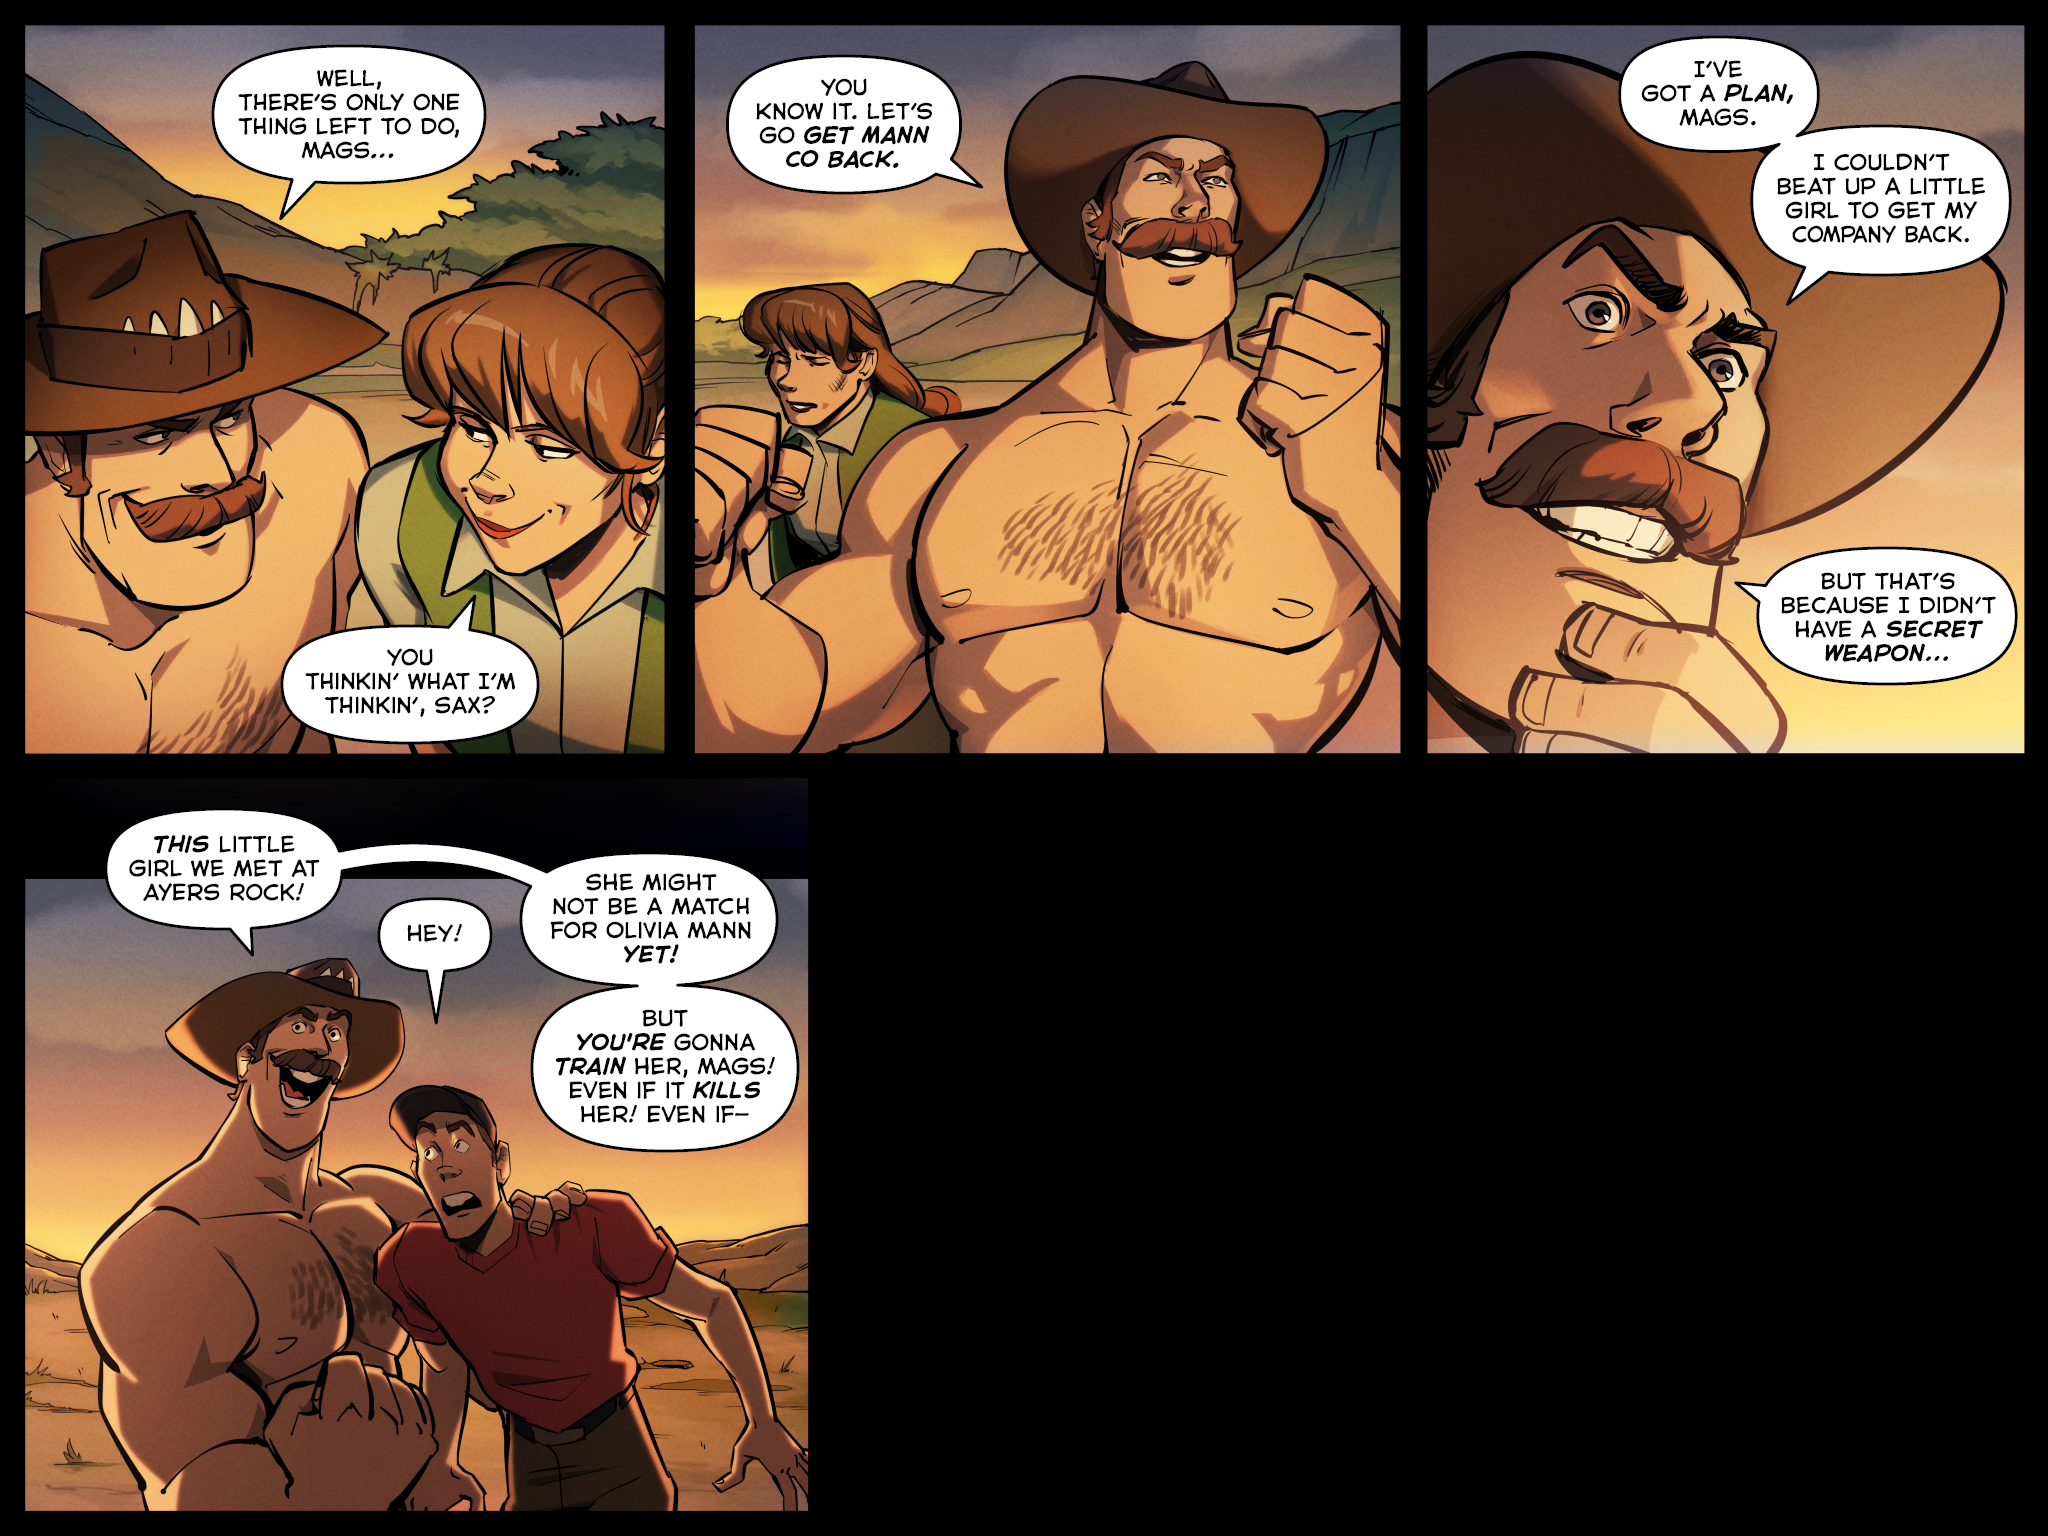 WELL,
THERE'S ONLY ONE
THING LEFT TO DO,
MAGS...
YOU
THINKIN' WHAT I'M
THINKIN', SAX?
YOU
KNOW IT. LET'S
GO GET MANN
CO BACK.
I'VE
GOT A PLAN,
MAGS.
I COULDN'T
BEAT UP A LITTLE
GIRL TO GET MY
COMPANY BACK.
BUT THAT'S
BECAUSE I DIDN'T
HAVE A SECRET
WEAPON...
THIS LITTLE
GIRL WE MET AT
AYERS ROCK!
HEY!
SHE MIGHT
NOT BE A MATCH
FOR OLIVIA MANN
YET!
BUT
YOU'RE GONNA
TRAIN HER, MAGS!
EVEN IF IT KILLS
HER! EVEN IF–